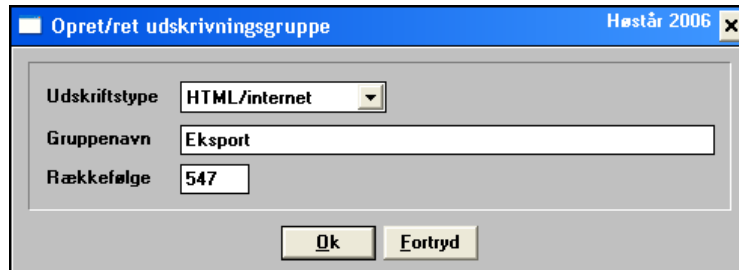 Opret/ret udskrivningsgruppe Høstår 2006
Udskriftstype HTML/internet
Gruppenavn Eksport
Rækkefølge 547
Ok Fortryd